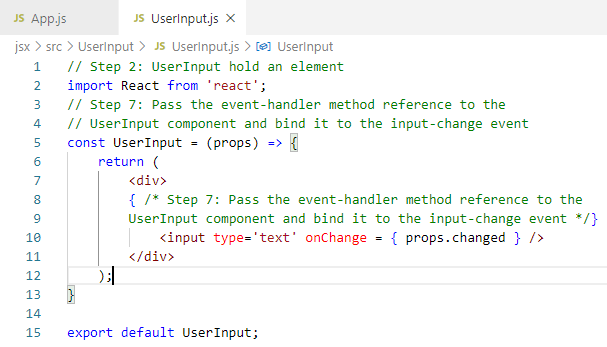 JS App.js JS UserInput.js ×
jsx > src > UserInput > JS UserInput.js > UserInput
1 // Step 2: UserInput hold an element
2 import React from 'react';
3 // Step 7: Pass the event-handler method reference to the
4 // UserInput component and bind it to the input-change event
5 const UserInput = (props) => {
6 return (
7 <div>
8 { /* Step 7: Pass the event-handler method reference to the
9 UserInput component and bind it to the input-change event */}
10 <input type='text' onChange = { props.changed } />
11 </div>
12 );
13 }
14
15 export default UserInput;